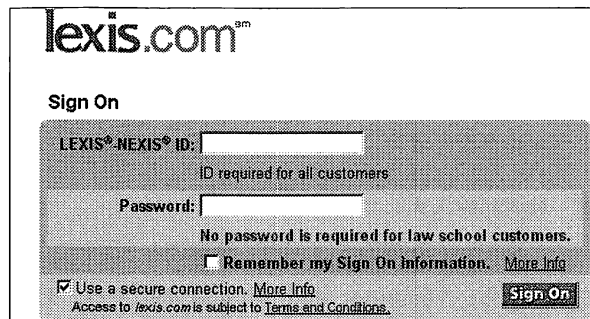 lexis.com℠
Sign On
LEXIS®-NEXIS® ID:
ID required for all customers
Password:
No password is required for law school customers.
Remember my Sign On Information. More Info
Use a secure connection. More Info
Sign On
Access to lexis.com is subject to Terms and Conditions.